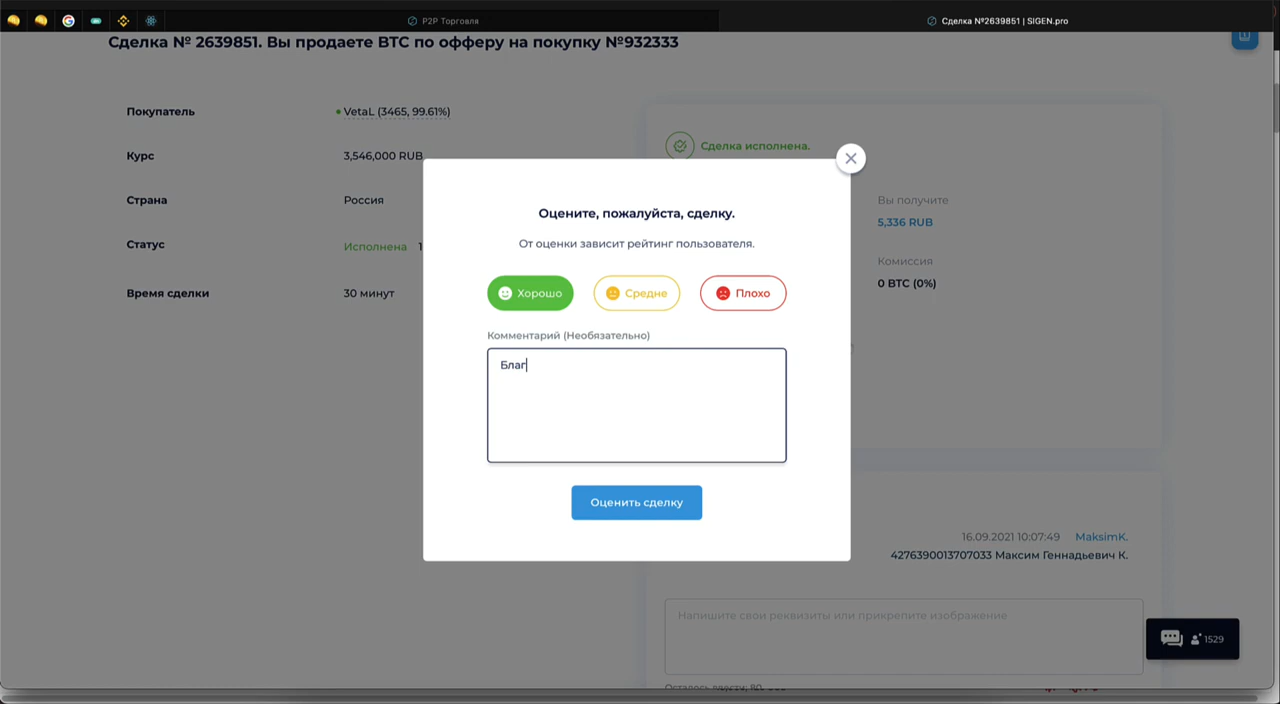 P2P Торговля
Сделка №2639851 | SIGEN.pro
Сделка № 2639851. Вы продаете BTC по офферу на покупку №932333
Покупатель
VetaL (3465, 99.61%)
Курс
3,546,000 RUB
Страна
Россия
Статус
Исполнена 1
Время сделки
30 минут
Сделка исполнена.
Вы получите
5,336 RUB
Комиссия
0 BTC (0%)
Оцените, пожалуйста, сделку.
От оценки зависит рейтинг пользователя.
Хорошо
Средне
Плохо
Комментарий (Необязательно)
Благ
Оценить сделку
16.09.2021 10:07:49 MaksimK.
4276390013707033 Максим Геннадьевич К.
Напишите свои реквизиты или прикрепите изображение
1529